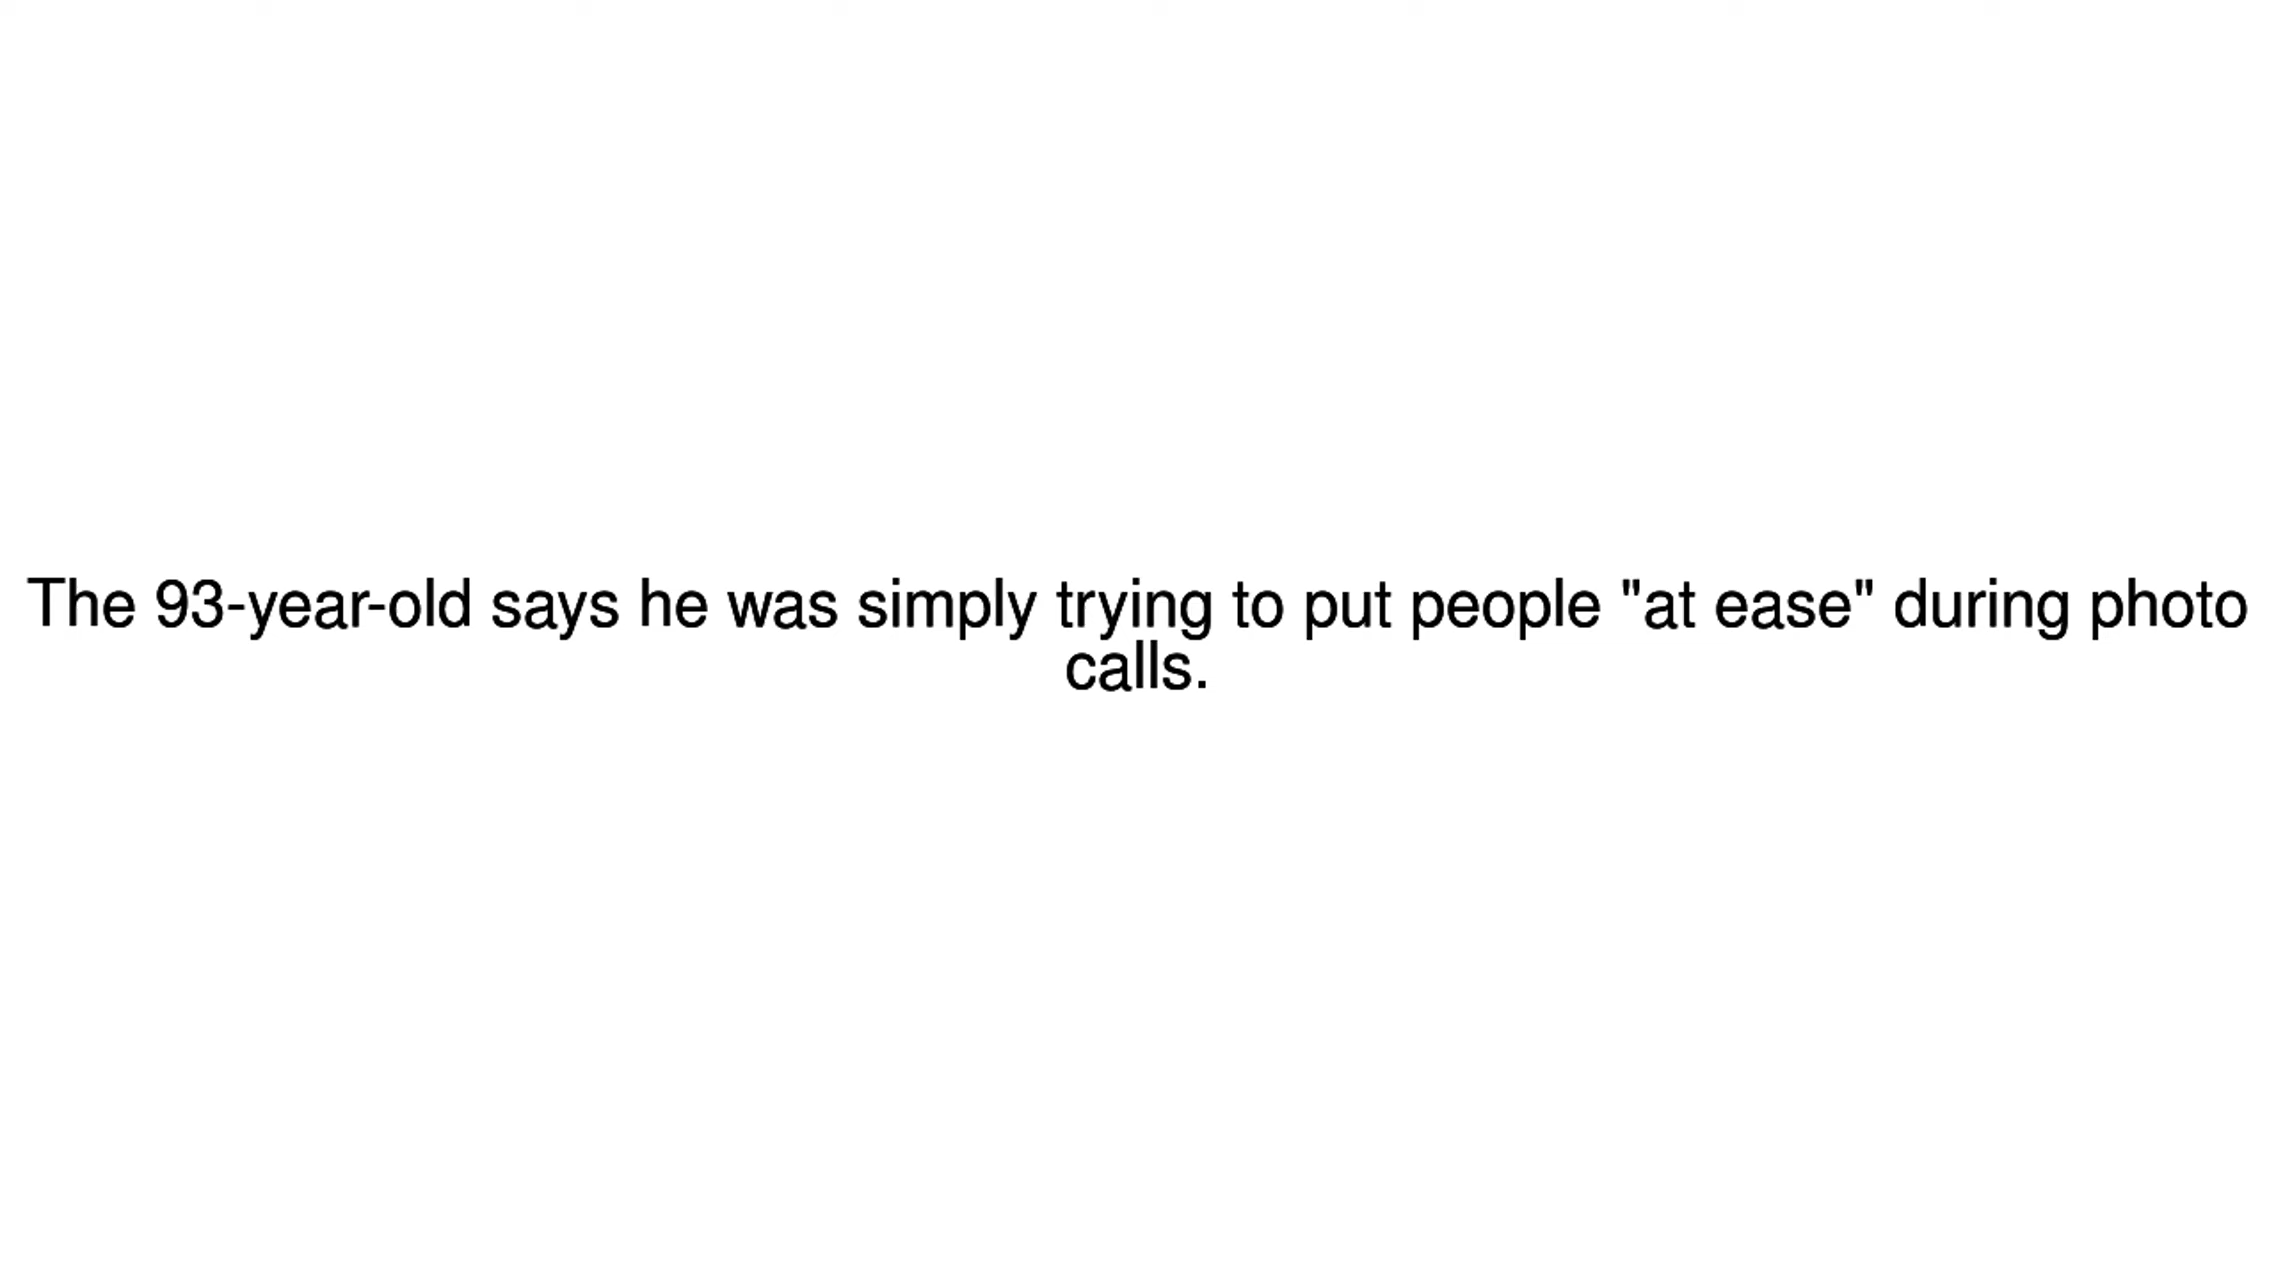 The 93-year-old says he was simply trying to put people "at ease" during photo
calls.